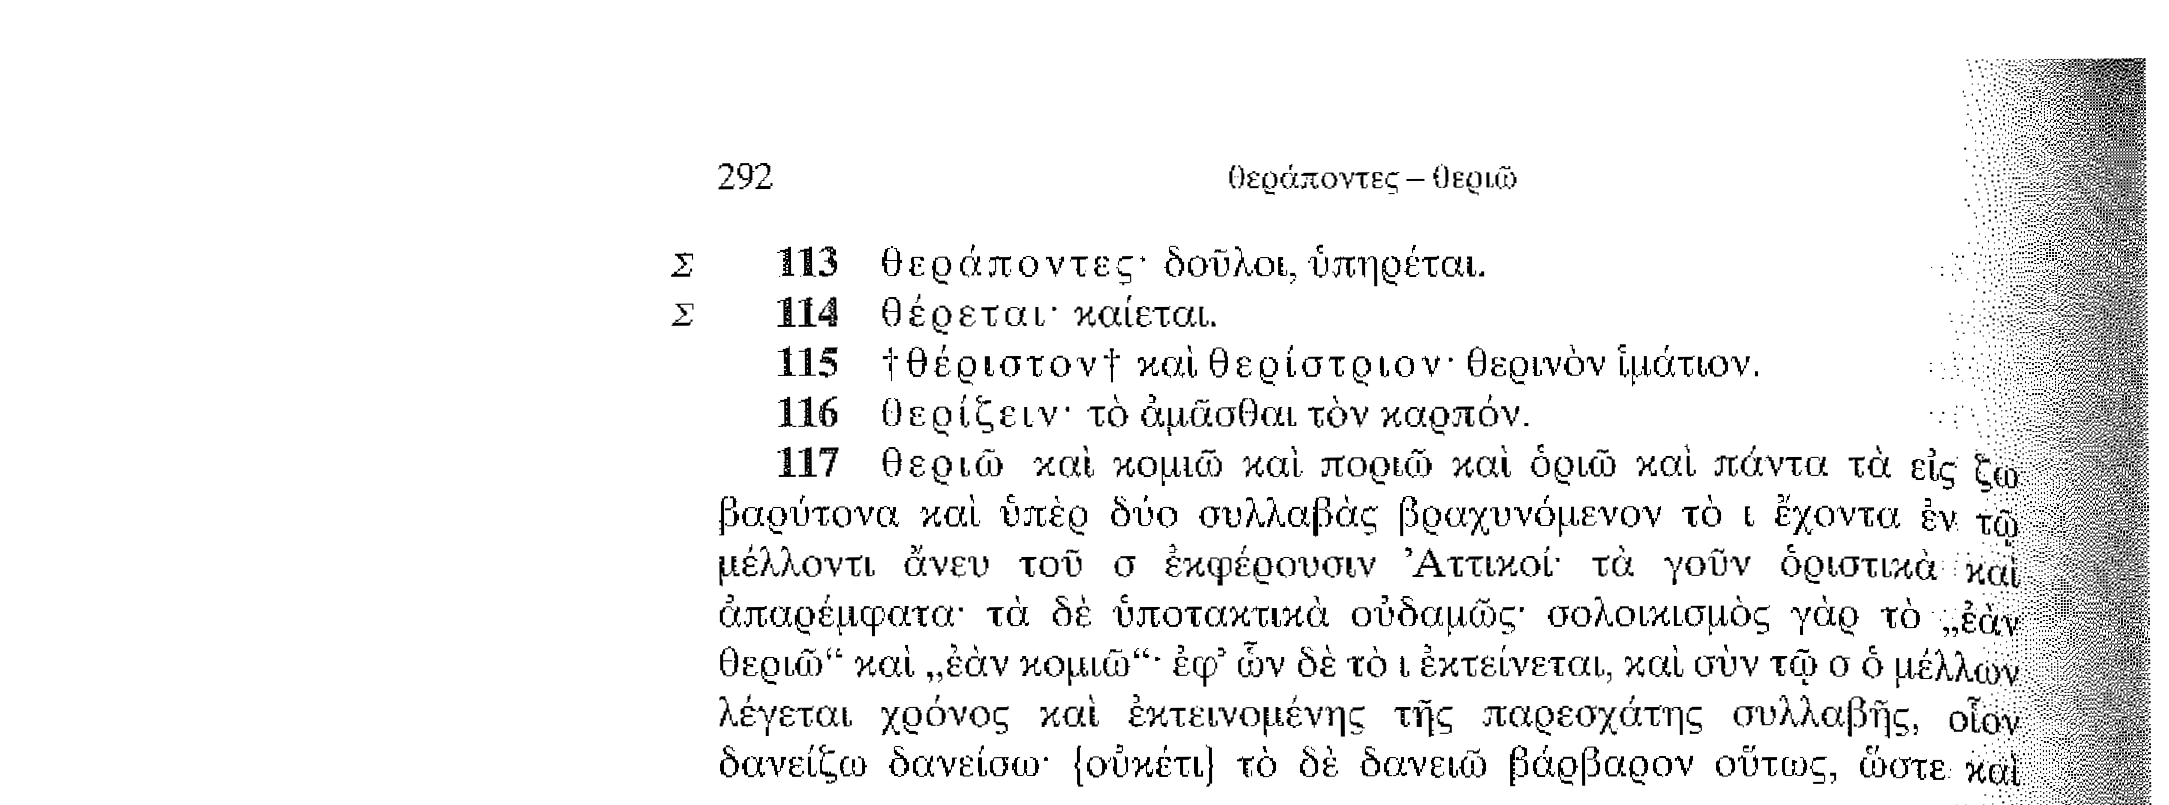 292 θεράποντες – θεριῶ
Σ 113 θεράποντες· δοῦλοι, ὑπηρέται.
Σ 114 θέρεται· καίεται.
115 †θέριστον† καὶ θερίστριον· θερινὸν ἱμάτιον.
116 θερίζειν· τὸ ἀμᾶσθαι τὸν καρπόν.
117 θεριῶ καὶ κομιῶ καὶ ποριῶ καὶ ὁριῶ καὶ πάντα τὰ εἰς ζω
βαρύτονα καὶ ὑπὲρ δύο συλλαβὰς βραχυνόμενον τὸ ι ἔχοντα ἐν τῷ
μέλλοντι ἄνευ τοῦ σ ἐκφέρουσιν Ἀττικοί· τὰ γοῦν ὁριστικὰ καὶ
ἀπαρέμφατα· τὰ δὲ ὑποτακτικὰ οὐδαμῶς· σολοικισμὸς γὰρ τὸ „ἐὰν
θεριῶ“ καὶ „ἐὰν κομιῶ“· ἐφ’ ὧν δὲ τὸ ι ἐκτείνεται, καὶ σὺν τῷ σ ὁ μέλλων
λέγεται χρόνος καὶ ἐκτεινομένης τῆς παρεσχάτης συλλαβῆς, οἷον
δανείζω δανείσω· {οὐκέτι} τὸ δὲ δανειῶ βάρβαρον οὕτως, ὥστε καὶ